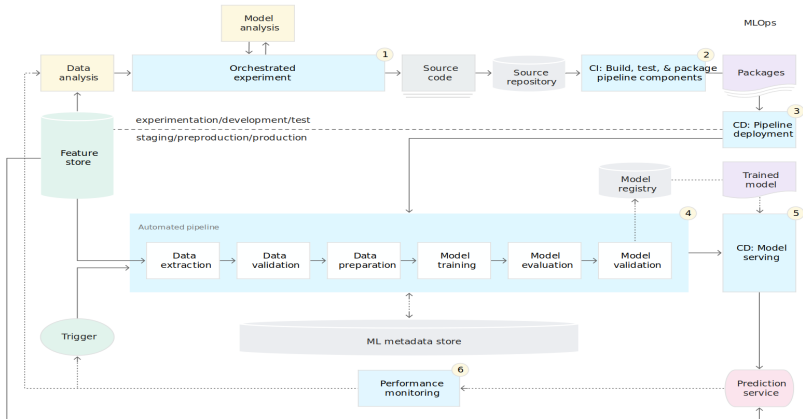 Model
analysis
MLOps
Data
analysis
1
Orchestrated
experiment
Source
code
Source
repository
2
CI: Build, test, & package
pipeline components
Packages
experimentation/development/test
staging/preproduction/production
3
CD: Pipeline
deployment
Feature
store
Model
registry
Trained
model
Automated pipeline
4
5
Data
extraction
Data
validation
Data
preparation
Model
training
Model
evaluation
Model
validation
CD: Model
serving
Trigger
ML metadata store
6
Performance
monitoring
Prediction
service